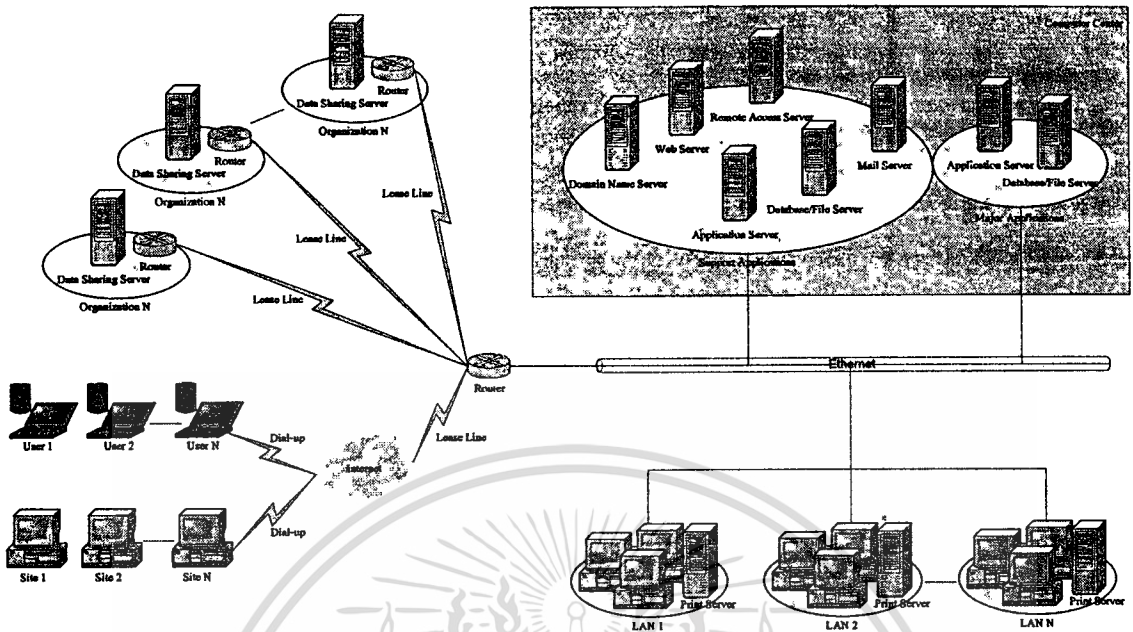 Computer Center
Router
Data Sharing Server
Organization N
Router
Data Sharing Server
Organization N
Router
Data Sharing Server
Organization N
Lease Line
Lease Line
Lease Line
Remote Access Server
Web Server
Domain Name Server
Mail Server
Database/File Server
Application Server
Support Applications
Application Server
Database/File Server
Major Applications
Ethernet
Router
Lease Line
User 1
User 2
User N
Dial-up
Internet
Dial-up
Site 1
Site 2
Site N
Print Server
LAN 1
Print Server
LAN 2
Print Server
LAN N